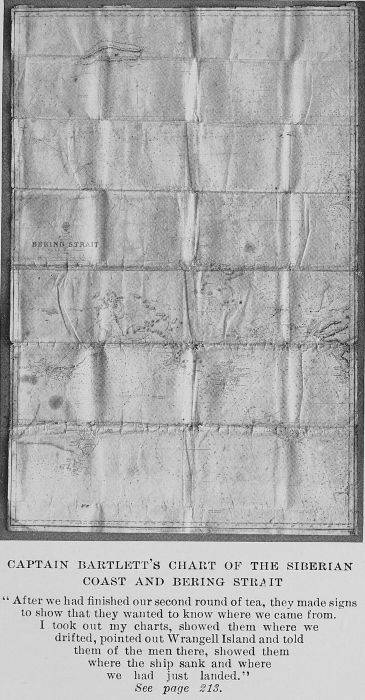 BERING STRAIT
CAPTAIN BARTLETT'S CHART OF THE SIBERIAN
COAST AND BERING STRAIT
"After we had finished our second round of tea, they made signs
to show that they wanted to know where we came from.
I took out my charts, showed them where we
drifted, pointed out Wrangell Island and told
them of the men there, showed them
where the ship sank and where
we had just landed."
See page 213.